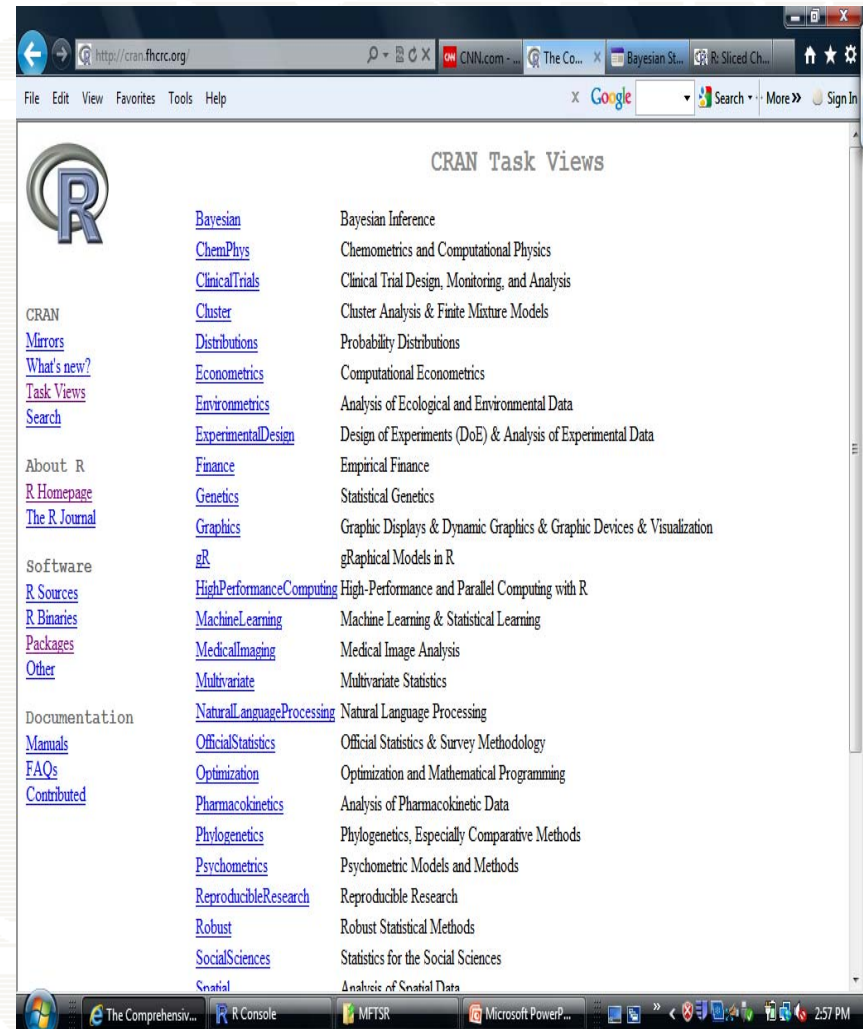 http://cran.fhcrc.org/
CNN.com - ...
The Co...
Bayesian St...
R: Sliced Ch...
File Edit View Favorites Tools Help
x Google
Search
More »
Sign In
R
CRAN
Mirrors
What's new?
Task Views
Search
About R
R Homepage
The R Journal
Software
R Sources
R Binaries
Packages
Other
Documentation
Manuals
FAQs
Contributed
CRAN Task Views
Bayesian Bayesian Inference
ChemPhys Chemometrics and Computational Physics
ClinicalTrials Clinical Trial Design, Monitoring, and Analysis
Cluster Cluster Analysis & Finite Mixture Models
Distributions Probability Distributions
Econometrics Computational Econometrics
Environmetrics Analysis of Ecological and Environmental Data
ExperimentalDesign Design of Experiments (DoE) & Analysis of Experimental Data
Finance Empirical Finance
Genetics Statistical Genetics
Graphics Graphic Displays & Dynamic Graphics & Graphic Devices & Visualization
gR gRaphical Models in R
HighPerformanceComputing High-Performance and Parallel Computing with R
MachineLearning Machine Learning & Statistical Learning
MedicalImaging Medical Image Analysis
Multivariate Multivariate Statistics
NaturalLanguageProcessing Natural Language Processing
OfficialStatistics Official Statistics & Survey Methodology
Optimization Optimization and Mathematical Programming
Pharmacokinetics Analysis of Pharmacokinetic Data
Phylogenetics Phylogenetics, Especially Comparative Methods
Psychometrics Psychometric Models and Methods
ReproducibleResearch Reproducible Research
Robust Robust Statistical Methods
SocialSciences Statistics for the Social Sciences
Spatial Analysis of Spatial Data
The Comprehensiv...
R Console
MFTSR
Microsoft PowerP...
2:57 PM